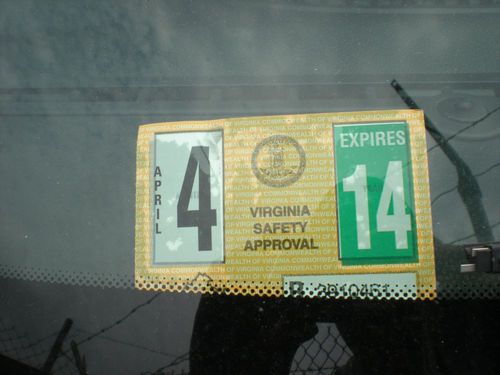 APRIL
4
VIRGINIA
SAFETY
APPROVAL
EXPIRES
14